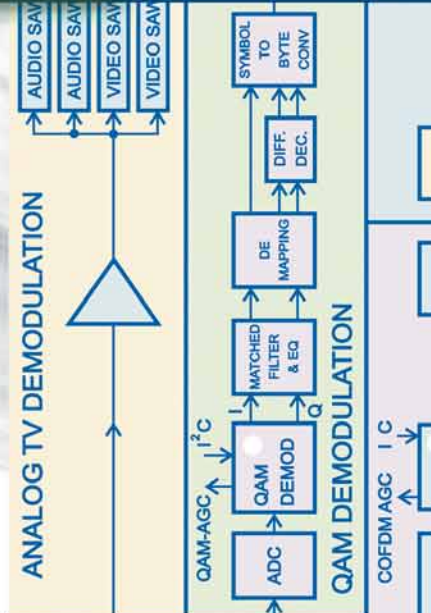 ANALOG TV DEMODULATION
AUDIO SAW
AUDIO SAW
VIDEO SAW
VIDEO SAW
QAM DEMODULATION
ADC
QAM-AGC
I²C
QAM
DEMOD
I
Q
MATCHED
FILTER
& EQ
DE
MAPPING
DIFF.
DEC.
SYMBOL
TO
BYTE
CONV
COFDM AGC
I C